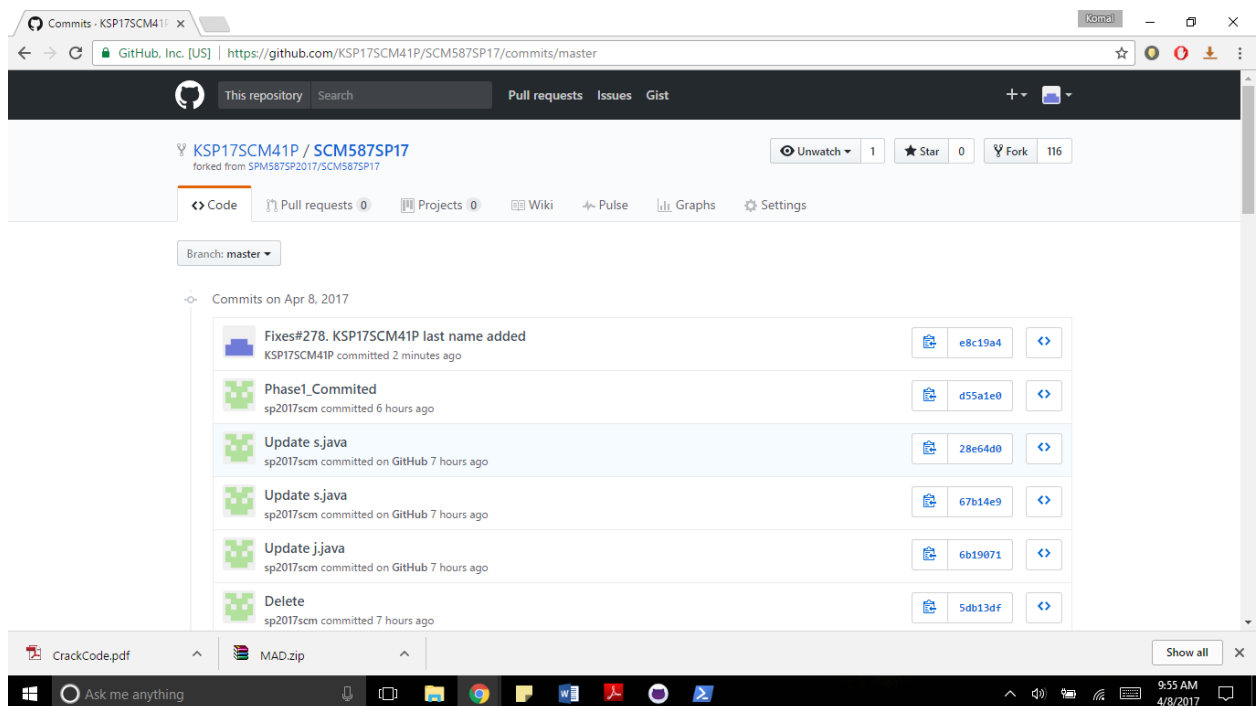 Commits · KSP17SCM41P
Komal
GitHub, Inc. [US] | https://github.com/KSP17SCM41P/SCM587SP17/commits/master
This repository Search Pull requests Issues Gist
KSP17SCM41P / SCM587SP17
forked from SPM587SP2017/SCM587SP17
Unwatch 1 Star 0 Fork 116
Code Pull requests 0 Projects 0 Wiki Pulse Graphs Settings
Branch: master
Commits on Apr 8, 2017
Fixes#278. KSP17SCM41P last name added
KSP17SCM41P committed 2 minutes ago
e8c19a4
Phase1_Commited
sp2017scm committed 6 hours ago
d55a1e0
Update s.java
sp2017scm committed on GitHub 7 hours ago
28e64d0
Update s.java
sp2017scm committed on GitHub 7 hours ago
67b14e9
Update j.java
sp2017scm committed on GitHub 7 hours ago
6b19071
Delete
sp2017scm committed 7 hours ago
5db13df
CrackCode.pdf MAD.zip Show all
Ask me anything
9:55 AM
4/8/2017